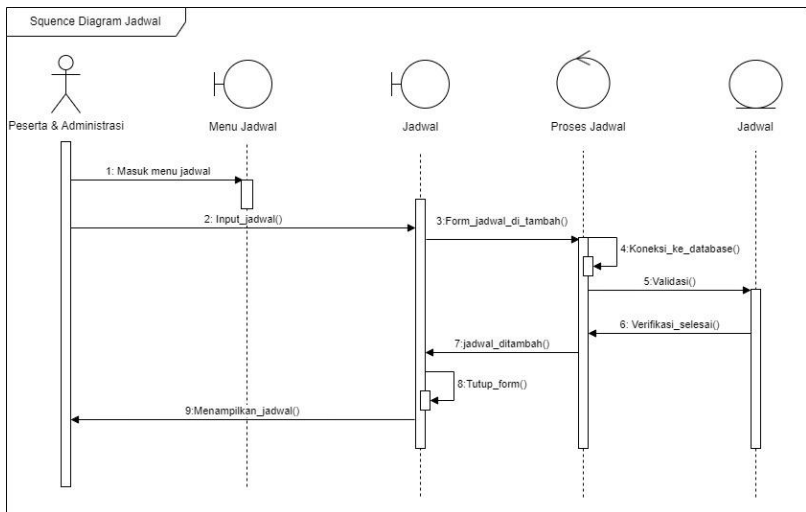 Squence Diagram Jadwal
Peserta & Administrasi
Menu Jadwal
Jadwal
Proses Jadwal
Jadwal
1: Masuk menu jadwal
2: Input_jadwal()
3:Form_jadwal_di_tambah()
4:Koneksi_ke_database()
5:Validasi()
6: Verifikasi_selesai()
7:jadwal_ditambah()
8:Tutup_form()
9:Menampilkan_jadwal()